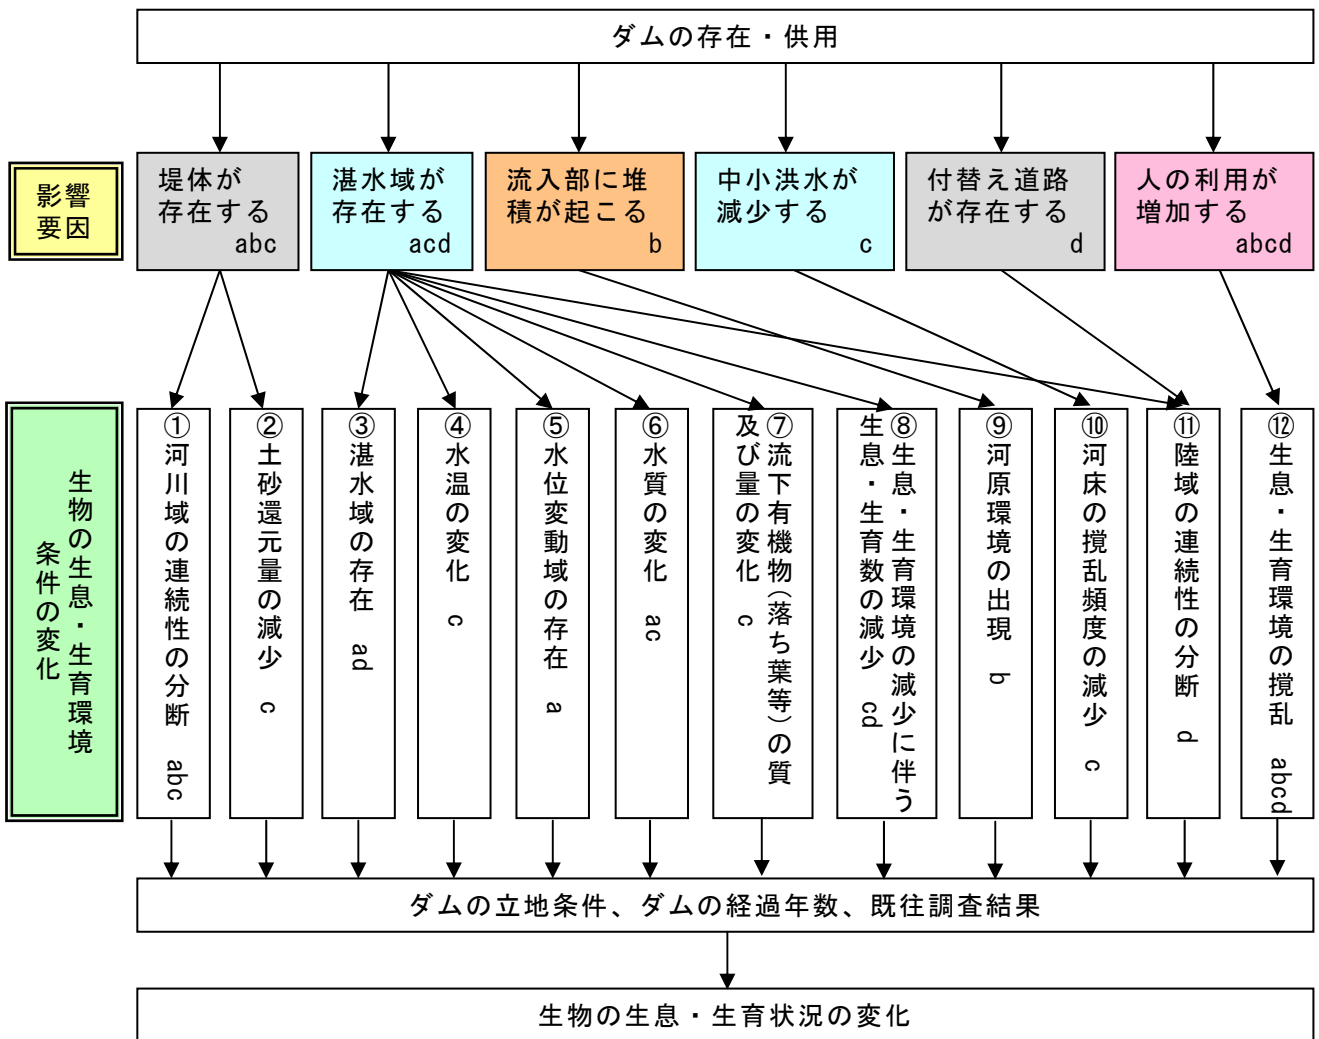 ダムの存在・供用
影響
要因
堤体が
存在する
abc
湛水域が
存在する
acd
流入部に堆
積が起こる
b
中小洪水が
減少する
c
付替え道路
が存在する
d
人の利用が
増加する
abcd
生物の生息・生育環境
条件の変化
①河川域の連続性の分断 abc
②土砂還元量の減少 c
③湛水域の存在 ad
④水温の変化 c
⑤水位変動域の存在 a
⑥水質の変化 ac
⑦流下有機物(落ち葉等)の質
及び量の変化 c
⑧生息・生育環境の減少に伴う
生息・生育数の減少 cd
⑨河原環境の出現 b
⑩河床の撹乱頻度の減少 c
⑪陸域の連続性の分断 d
⑫生息・生育環境の撹乱 abcd
ダムの立地条件、ダムの経過年数、既往調査結果
生物の生息・生育状況の変化